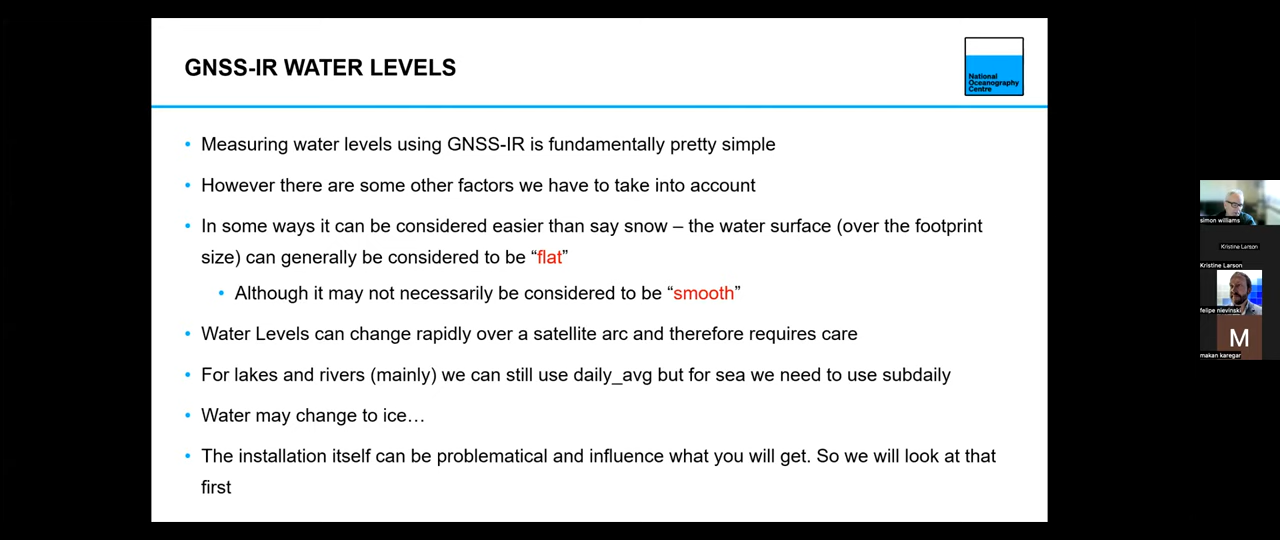 GNSS-IR WATER LEVELS
National
Oceanography
Centre
• Measuring water levels using GNSS-IR is fundamentally pretty simple
• However there are some other factors we have to take into account
• In some ways it can be considered easier than say snow – the water surface (over the footprint
size) can generally be considered to be “flat”
• Although it may not necessarily be considered to be “smooth”
• Water Levels can change rapidly over a satellite arc and therefore requires care
• For lakes and rivers (mainly) we can still use daily_avg but for sea we need to use subdaily
• Water may change to ice…
• The installation itself can be problematical and influence what you will get. So we will look at that
first
simon williams
Kristine Larson
Kristine Larson
felipe nievinski
M
makan karegar